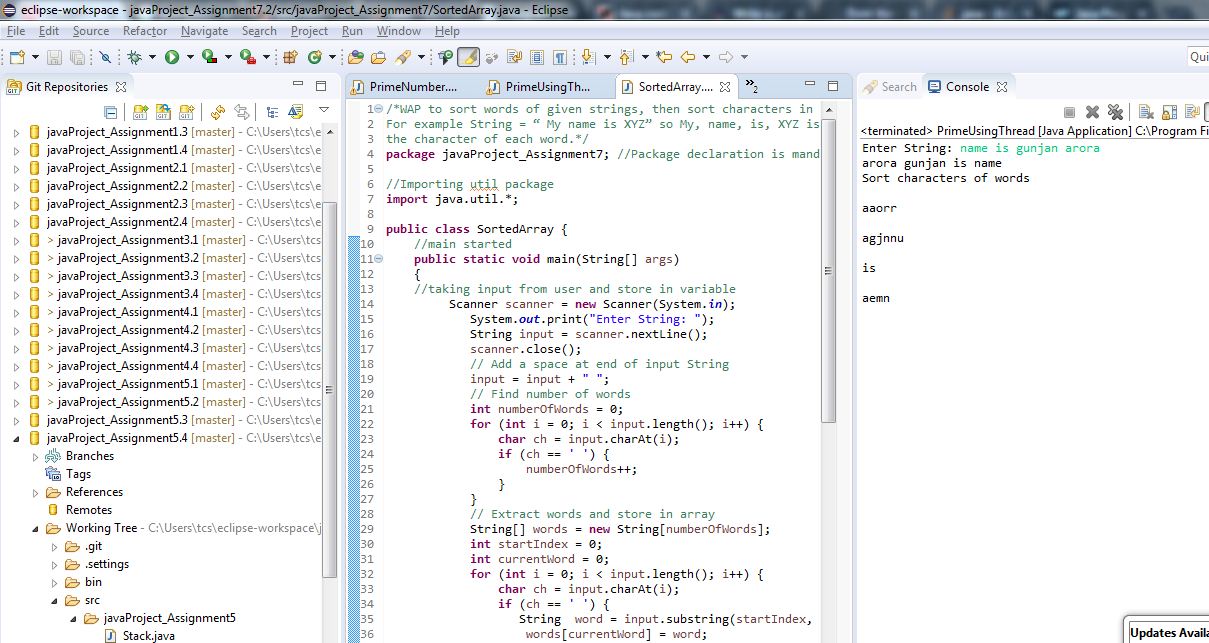 eclipse-workspace - javaProject_Assignment7.2/src/javaProject_Assignment7/SortedArray.java - Eclipse
File Edit Source Refactor Navigate Search Project Run Window Help
Qui
Git Repositories
javaProject_Assignment1.3 [master] - C:\Users\tcs\e
javaProject_Assignment1.4 [master] - C:\Users\tcs\e
javaProject_Assignment2.1 [master] - C:\Users\tcs\e
javaProject_Assignment2.2 [master] - C:\Users\tcs\e
javaProject_Assignment2.3 [master] - C:\Users\tcs\e
javaProject_Assignment2.4 [master] - C:\Users\tcs\e
> javaProject_Assignment3.1 [master] - C:\Users\tcs
> javaProject_Assignment3.2 [master] - C:\Users\tcs
> javaProject_Assignment3.3 [master] - C:\Users\tcs
> javaProject_Assignment3.4 [master] - C:\Users\tcs
> javaProject_Assignment4.1 [master] - C:\Users\tcs
> javaProject_Assignment4.2 [master] - C:\Users\tcs
> javaProject_Assignment4.3 [master] - C:\Users\tcs
> javaProject_Assignment4.4 [master] - C:\Users\tcs
> javaProject_Assignment5.1 [master] - C:\Users\tcs
> javaProject_Assignment5.2 [master] - C:\Users\tcs
javaProject_Assignment5.3 [master] - C:\Users\tcs\e
javaProject_Assignment5.4 [master] - C:\Users\tcs\e
Branches
Tags
References
Remotes
Working Tree - C:\Users\tcs\eclipse-workspace\j
.git
.settings
bin
src
javaProject_Assignment5
Stack.java
PrimeNumber.... PrimeUsingTh... SortedArray.... »2
1 /*WAP to sort words of given strings, then sort characters in
2 For example String = “ My name is XYZ” so My, name, is, XYZ is
3 the character of each word.*/
4 package javaProject_Assignment7; //Package declaration is mand
5
6 //Importing util package
7 import java.util.*;
8
9 public class SortedArray {
10 //main started
11 public static void main(String[] args)
12 {
13 //taking input from user and store in variable
14 Scanner scanner = new Scanner(System.in);
15 System.out.print("Enter String: ");
16 String input = scanner.nextLine();
17 scanner.close();
18 // Add a space at end of input String
19 input = input + " ";
20 // Find number of words
21 int numberOfWords = 0;
22 for (int i = 0; i < input.length(); i++) {
23 char ch = input.charAt(i);
24 if (ch == ' ') {
25 numberOfWords++;
26 }
27 }
28 // Extract words and store in array
29 String[] words = new String[numberOfWords];
30 int startIndex = 0;
31 int currentWord = 0;
32 for (int i = 0; i < input.length(); i++) {
33 char ch = input.charAt(i);
34 if (ch == ' ') {
35 String word = input.substring(startIndex,
36 words[currentWord] = word;
Search Console
<terminated> PrimeUsingThread [Java Application] C:\Program Fi
Enter String: name is gunjan arora
arora gunjan is name
Sort characters of words
aaorr
agjnnu
is
aemn
Updates Availa